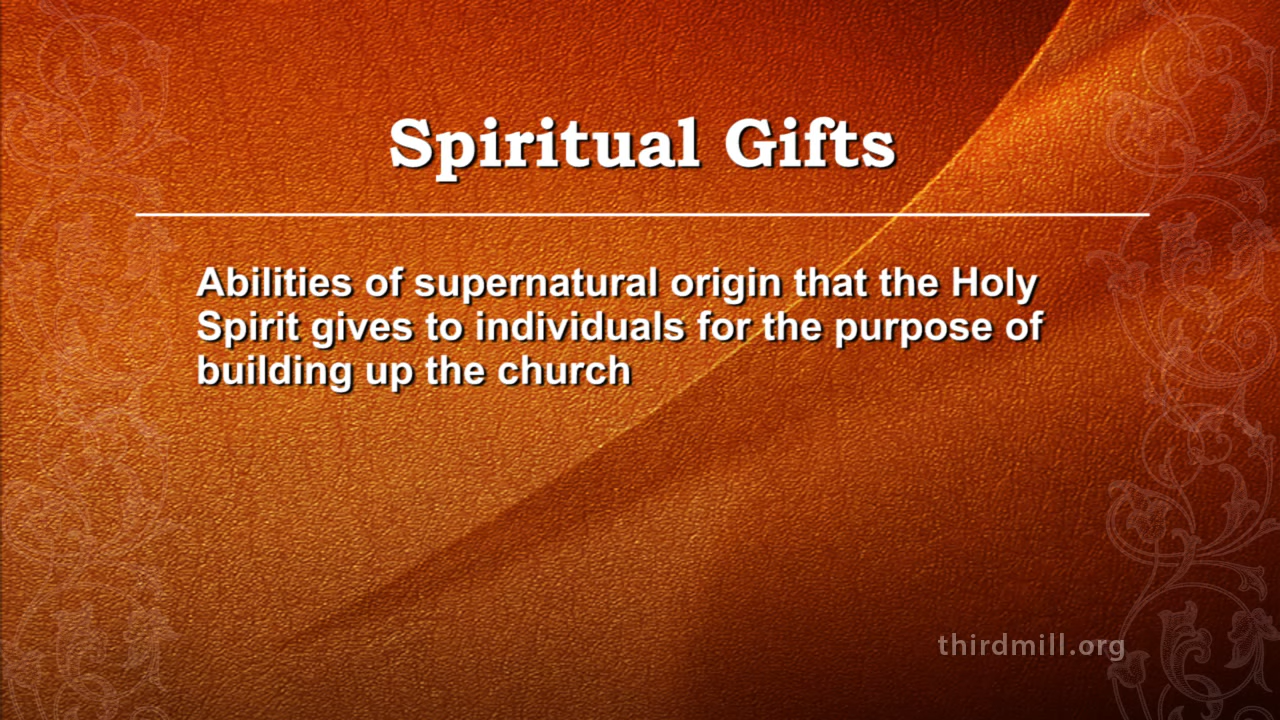 Spiritual Gifts
Abilities of supernatural origin that the Holy
Spirit gives to individuals for the purpose of
building up the church
thirdmill.org